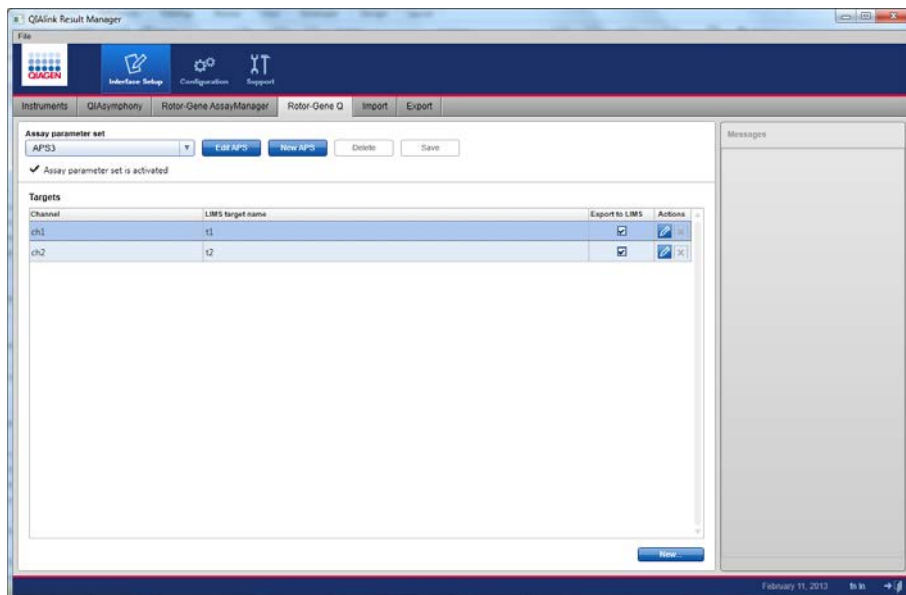 QIAlink Result Manager
File
QIAGEN
Interface Setup
Configuration
Support
Instruments QIAsymphony Rotor-Gene AssayManager Rotor-Gene Q Import Export
Assay parameter set
APS3 Edit APS New APS Delete Save
Assay parameter set is activated
Messages
Targets
Channel LIMS target name Export to LIMS Actions
ch1 t1
ch2 t2
New...
February 11, 2013